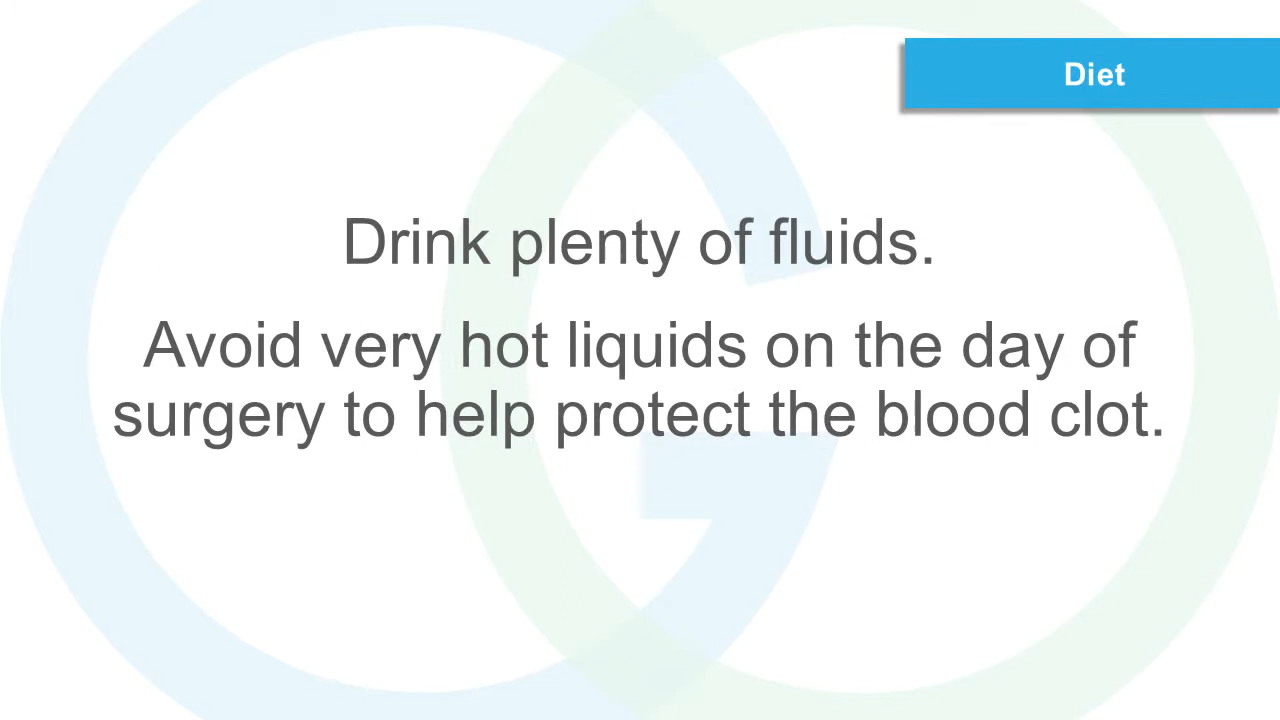 Diet
Drink plenty of fluids.
Avoid very hot liquids on the day of
surgery to help protect the blood clot.